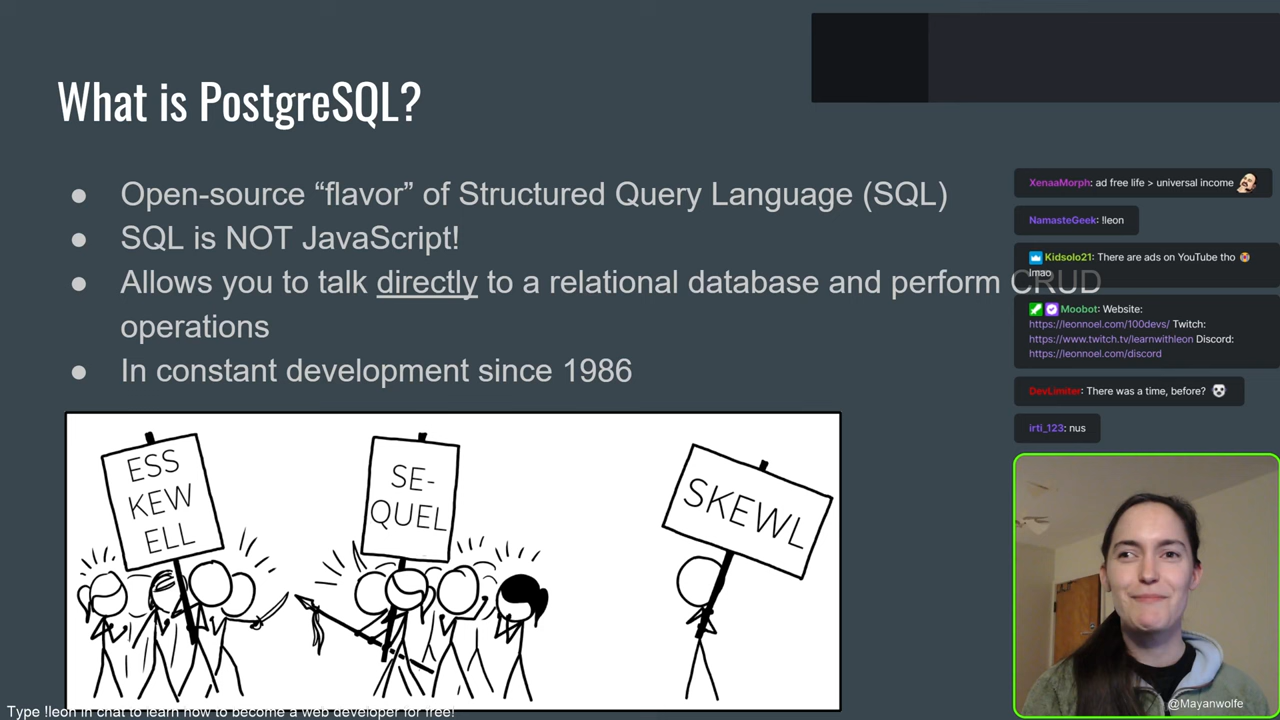 What is PostgreSQL?
● Open-source “flavor” of Structured Query Language (SQL)
● SQL is NOT JavaScript!
● Allows you to talk directly to a relational database and perform CRUD
operations
● In constant development since 1986
ESS
KEW
ELL
SE-
QUEL
SKEWL
XenaaMorph: ad free life > universal income
NamasteGeek: !leon
Kidsolo21: There are ads on YouTube tho
lmao
Moobot: Website:
https://leonnoel.com/100devs/ Twitch:
https://www.twitch.tv/learnwithleon Discord:
https://leonnoel.com/discord
DevLimiter: There was a time, before?
irti_123: nus
@Mayanwolfe
Type !leon in chat to learn how to become a web developer for free!